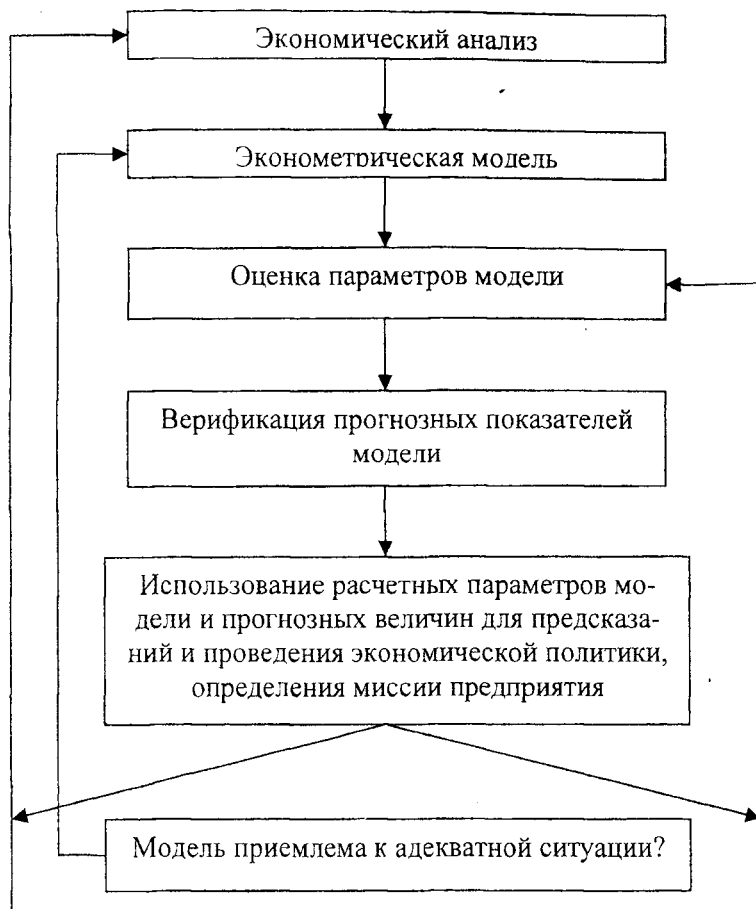 Экономический анализ
Эконометрическая модель
Оценка параметров модели
Верификация прогнозных показателей
модели
Использование расчетных параметров мо-
дели и прогнозных величин для предсказа-
ний и проведения экономической политики,
определения миссии предприятия
Модель приемлема к адекватной ситуации?